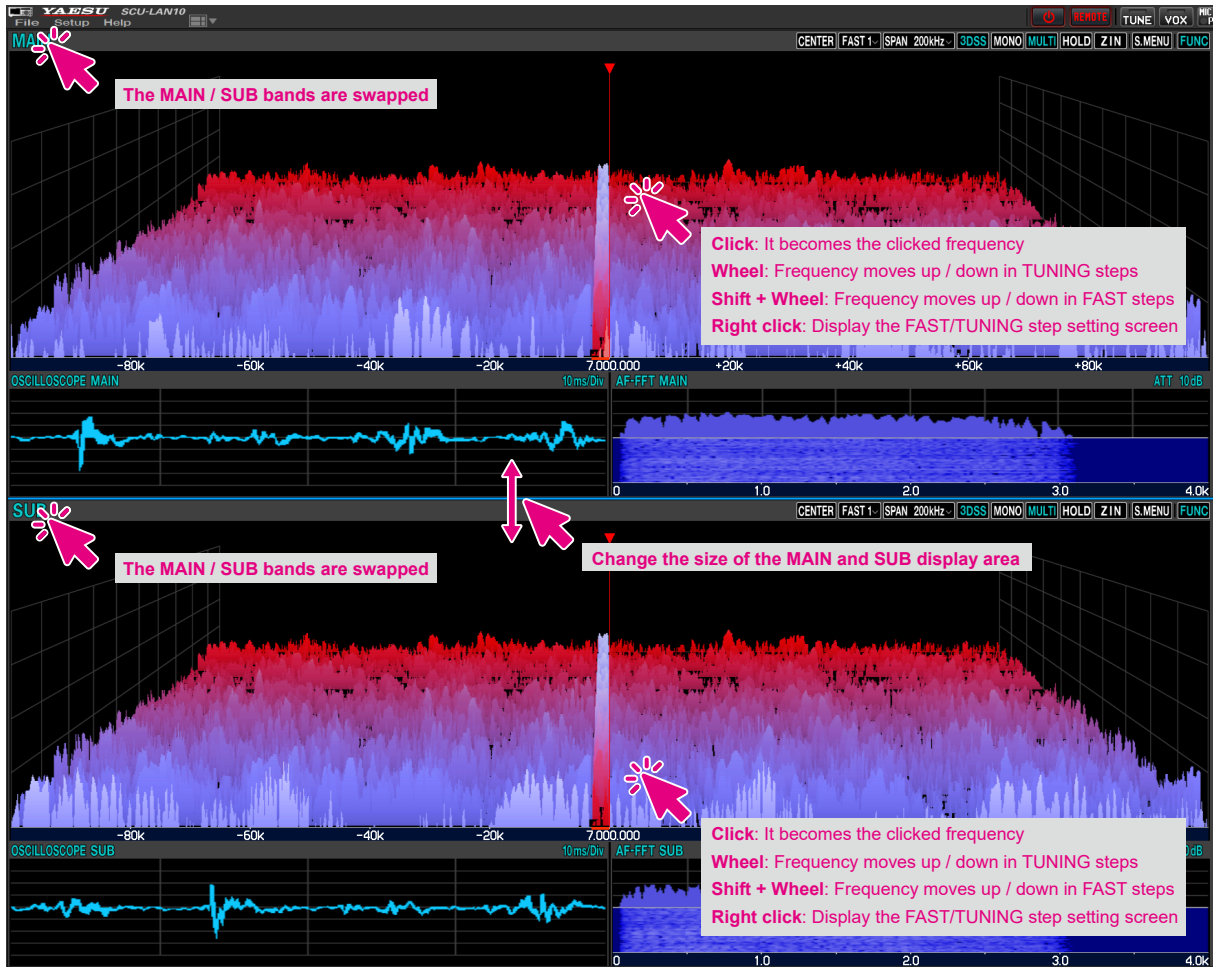 YAESU SCU-LAN10
File Setup Help
REMOTE TUNE VOX MIC
CENTER FAST 1 SPAN 200kHz 3DSS MONO MULTI HOLD Z IN S.MENU FUNC
The MAIN / SUB bands are swapped
Click: It becomes the clicked frequency
Wheel: Frequency moves up / down in TUNING steps
Shift + Wheel: Frequency moves up / down in FAST steps
Right click: Display the FAST/TUNING step setting screen
-80k -60k -40k -20k 7.000.000 +20k +40k +60k +80k
OSCILLOSCOPE MAIN 10ms/Div AF-FFT MAIN ATT 10dB
0 1.0 2.0 3.0 4.0k
SUB CENTER FAST 1 SPAN 200kHz 3DSS MONO MULTI HOLD Z IN S.MENU FUNC
Change the size of the MAIN and SUB display area
The MAIN / SUB bands are swapped
-80k -60k -40k -20k 7.000.000
Click: It becomes the clicked frequency
OSCILLOSCOPE SUB 10ms/Div AF-FFT SUB
Wheel: Frequency moves up / down in TUNING steps
Shift + Wheel: Frequency moves up / down in FAST steps
Right click: Display the FAST/TUNING step setting screen
0 1.0 2.0 3.0 4.0k